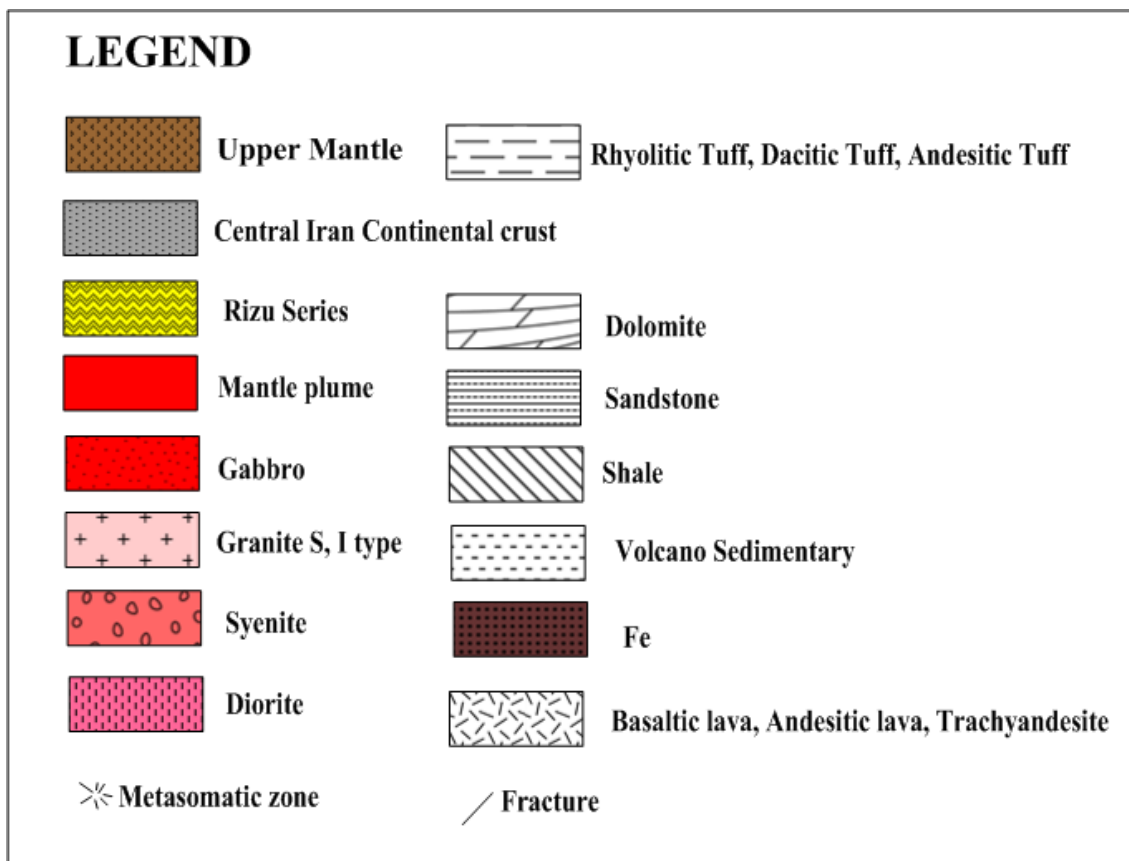 LEGEND
Upper Mantle
Rhyolitic Tuff, Dacitic Tuff, Andesitic Tuff
Central Iran Continental crust
Rizu Series
Dolomite
Mantle plume
Sandstone
Gabbro
Shale
Granite S, I type
Volcano Sedimentary
Syenite
Fe
Diorite
Basaltic lava, Andesitic lava, Trachyandesite
Metasomatic zone
Fracture